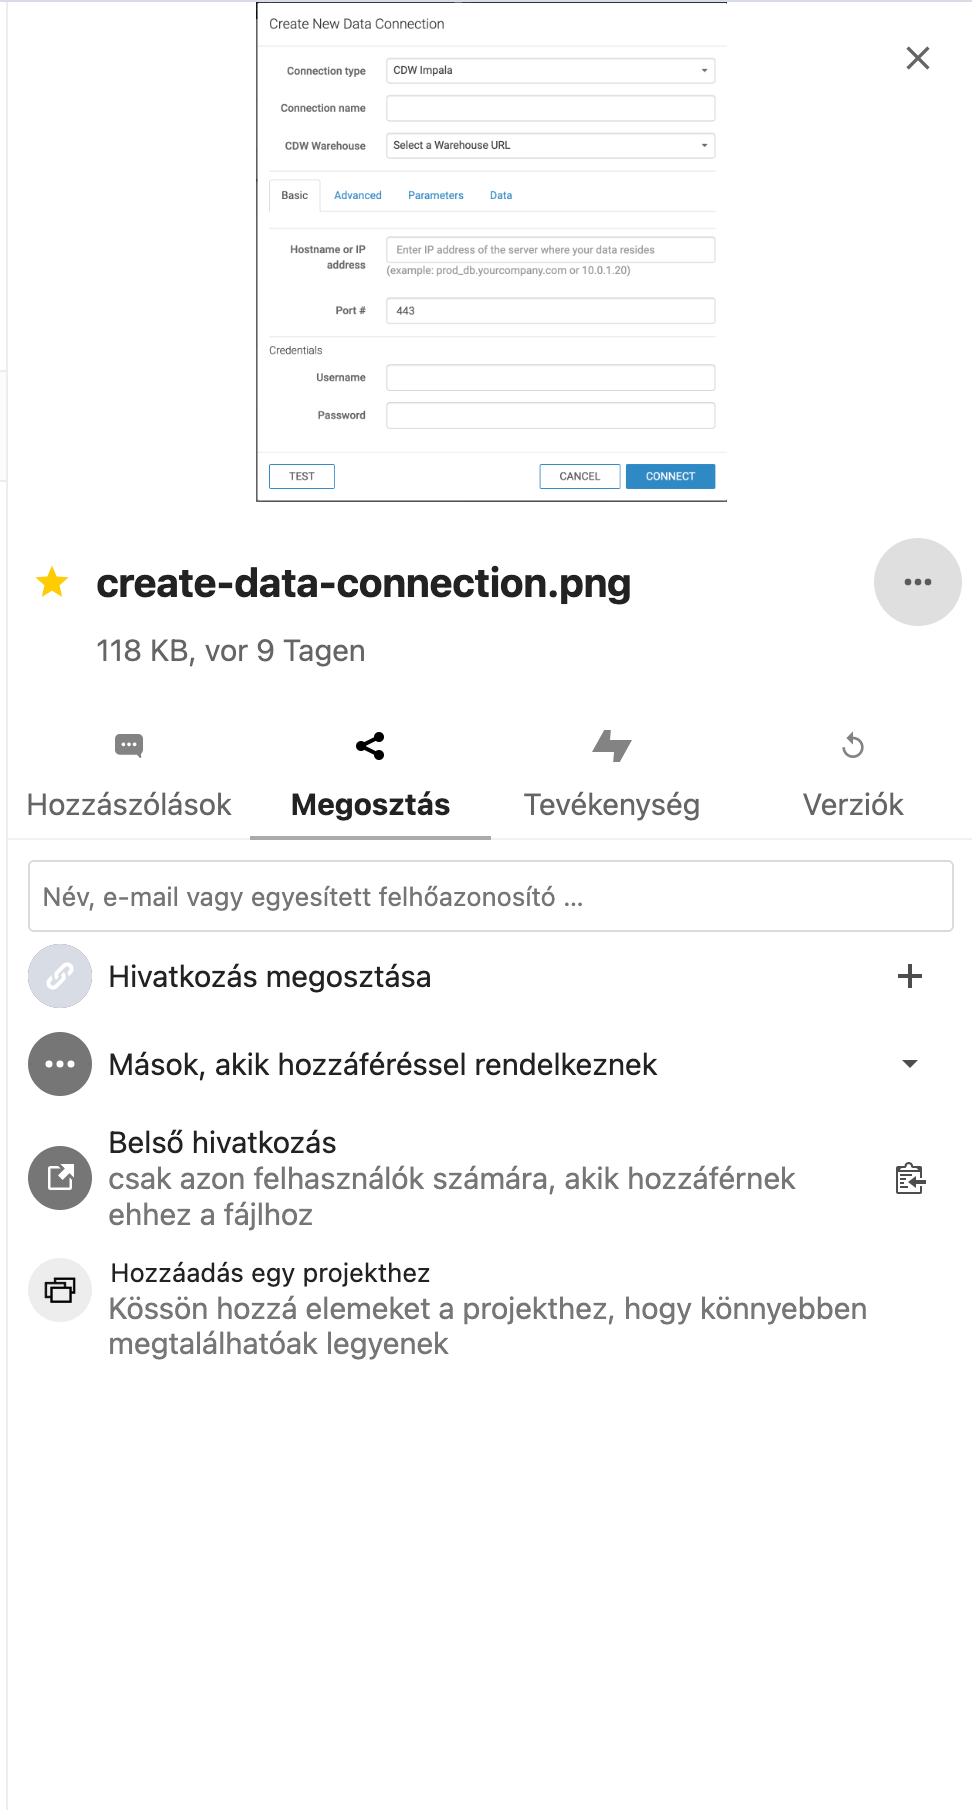 Create New Data Connection
Connection type CDW Impala
Connection name
CDW Warehouse Select a Warehouse URL
Basic Advanced Parameters Data
Hostname or IP address Enter IP address of the server where your data resides
(example: prod_db.yourcompany.com or 10.0.1.20)
Port # 443
Credentials
Username
Password
TEST CANCEL CONNECT
create-data-connection.png
118 KB, vor 9 Tagen
Hozzászólások Megosztás Tevékenység Verziók
Név, e-mail vagy egyesített felhőazonosító ...
Hivatkozás megosztása
Mások, akik hozzáféréssel rendelkeznek
Belső hivatkozás
csak azon felhasználók számára, akik hozzáférnek
ehhez a fájlhoz
Hozzáadás egy projekthez
Kössön hozzá elemeket a projekthez, hogy könnyebben
megtalálhatóak legyenek